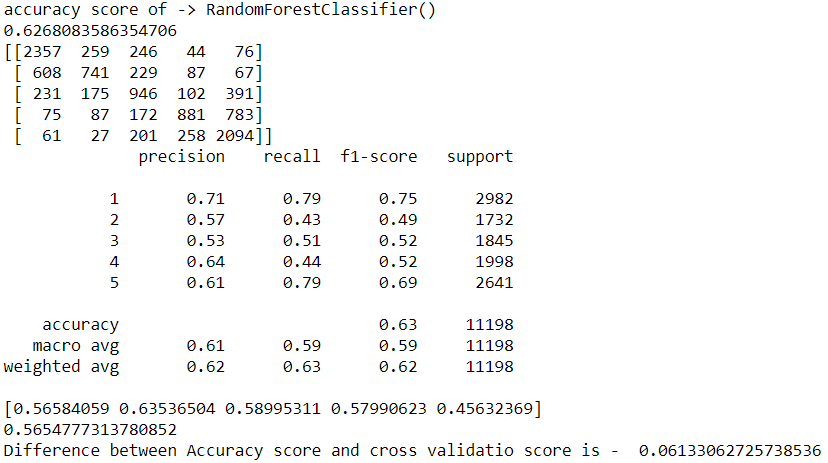 accuracy score of -> RandomForestClassifier()
0.6268083586354706
[[2357  259  246   44   76]
 [ 608  741  229   87   67]
 [ 231  175  946  102  391]
 [  75   87  172  881  783]
 [  61   27  201  258 2094]]
              precision    recall  f1-score   support

           1       0.71      0.79      0.75      2982
           2       0.57      0.43      0.49      1732
           3       0.53      0.51      0.52      1845
           4       0.64      0.44      0.52      1998
           5       0.61      0.79      0.69      2641

    accuracy                           0.63     11198
   macro avg       0.61      0.59      0.59     11198
weighted avg       0.62      0.63      0.62     11198

[0.56584059 0.63536504 0.58995311 0.57990623 0.45632369]
0.5654777313780852
Difference between Accuracy score and cross validatio score is -  0.06133062725738536